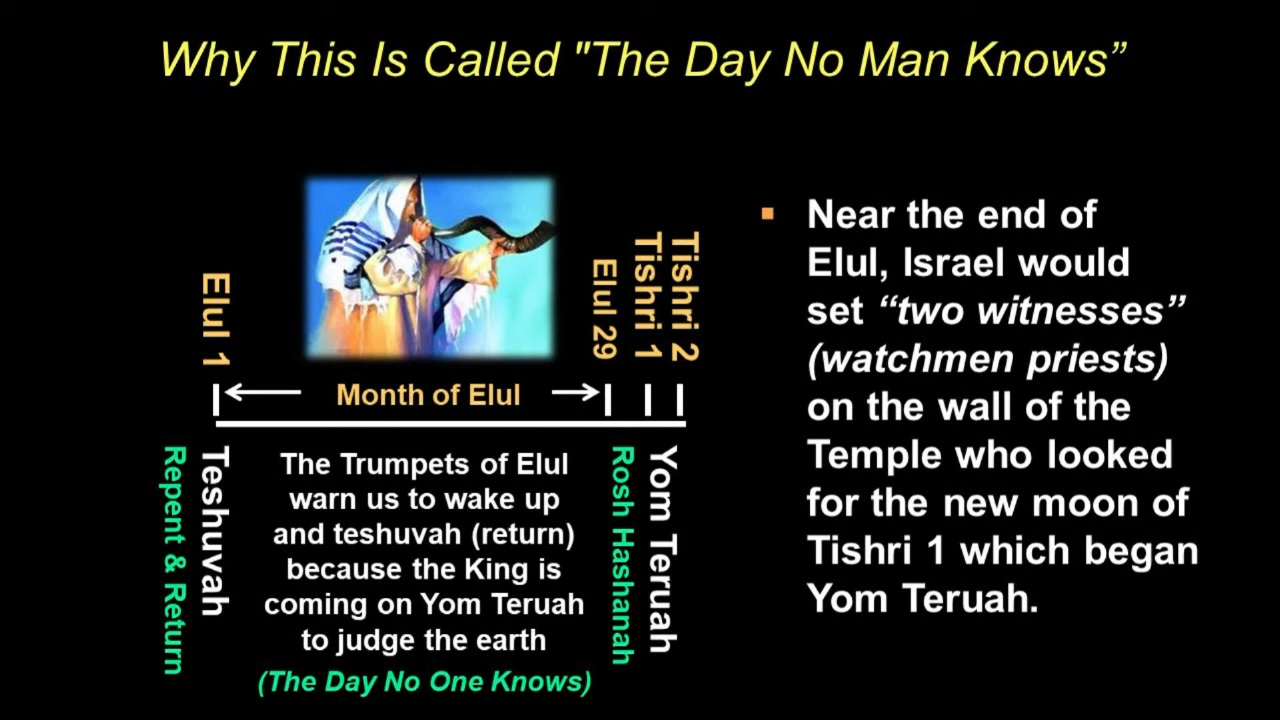 Why This Is Called "The Day No Man Knows”
Elul 1
Elul 29
Tishri 1
Tishri 2
Month of Elul
Repent & Return
Teshuvah
The Trumpets of Elul
warn us to wake up
and teshuvah (return)
because the King is
coming on Yom Teruah
to judge the earth
(The Day No One Knows)
Rosh Hashanah
Yom Teruah
▪ Near the end of
Elul, Israel would
set “two witnesses”
(watchmen priests)
on the wall of the
Temple who looked
for the new moon of
Tishri 1 which began
Yom Teruah.